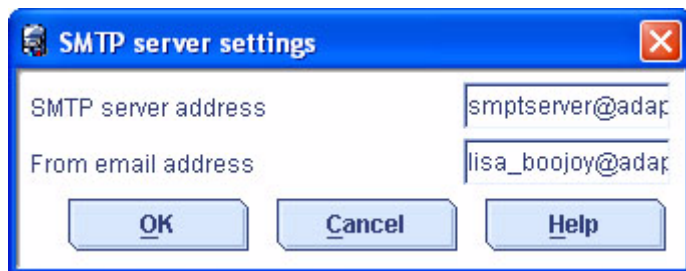 SMTP server settings
SMTP server address smptserver@adap
From email address lisa_boojoy@adap
OK Cancel Help